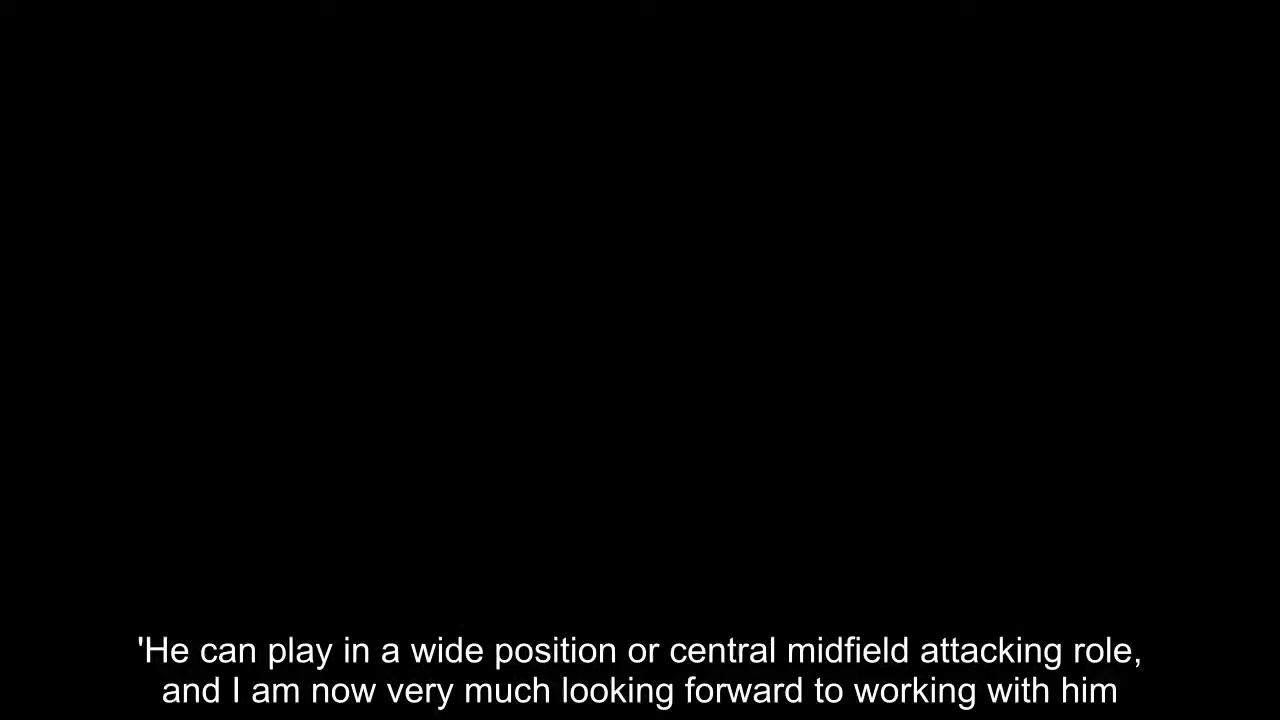 'He can play in a wide position or central midfield attacking role,
and I am now very much looking forward to working with him